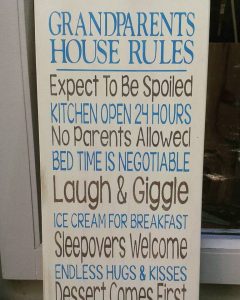 GRANDPARENTS
HOUSE RULES
Expect To Be Spoiled
KITCHEN OPEN 24 HOURS
No Parents Allowed
BED TIME IS NEGOTIABLE
Laugh & Giggle
ICE CREAM FOR BREAKFAST
Sleepovers Welcome
ENDLESS HUGS & KISSES
Dessert Comes First